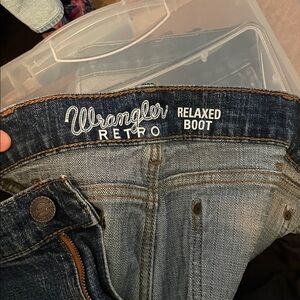 Wrangler
RETRO
RELAXED
BOOT